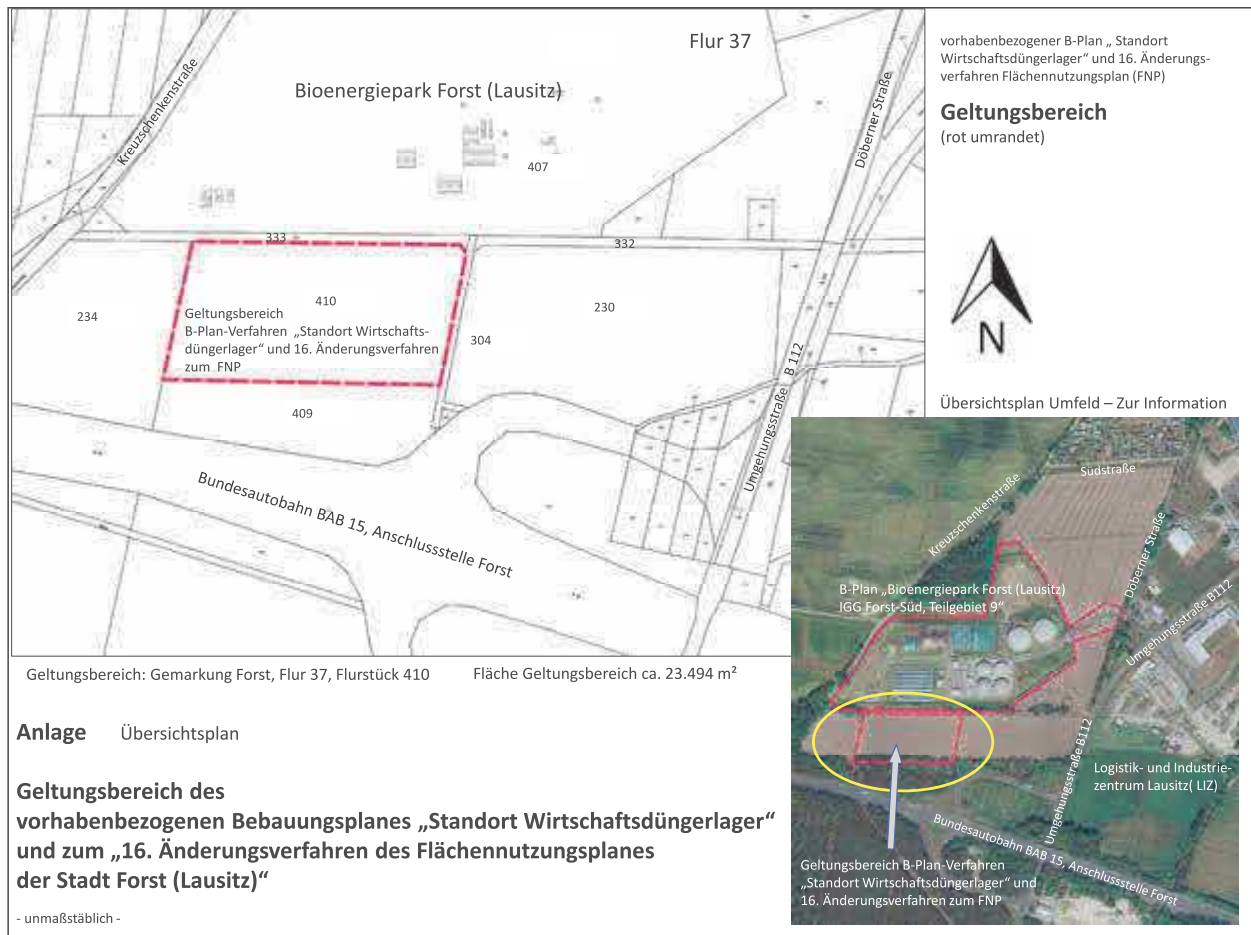 Flur 37
Bioenergiepark Forst (Lausitz)
Kreuzschenkenstraße
Döberner Straße
407
333
332
234
410
230
304
Geltungsbereich
B-Plan-Verfahren „Standort Wirtschafts-
düngerlager“ und 16. Änderungsverfahren
zum FNP
409
Umgehungsstraße B 112
Bundesautobahn BAB 15, Anschlussstelle Forst
vorhabenbezogener B-Plan „ Standort
Wirtschaftsdüngerlager“ und 16. Änderungs-
verfahren Flächennutzungsplan (FNP)
Geltungsbereich
(rot umrandet)
N
Übersichtsplan Umfeld – Zur Information
Südstraße
Kreuzschenkenstraße
Döberner Straße
B-Plan „Bioenergiepark Forst (Lausitz)
IGG Forst-Süd, Teilgebiet 9“
Umgehungsstraße B112
Logistik- und Industrie-
zentrum Lausitz( LIZ)
Umgehungsstraße B112
Bundesautobahn BAB 15, Anschlussstelle Forst
Geltungsbereich B-Plan-Verfahren
„Standort Wirtschaftsdüngerlager“ und
16. Änderungsverfahren zum FNP
Geltungsbereich: Gemarkung Forst, Flur 37, Flurstück 410 Fläche Geltungsbereich ca. 23.494 m²
Anlage Übersichtsplan
Geltungsbereich des
vorhabenbezogenen Bebauungsplanes „Standort Wirtschaftsdüngerlager“
und zum „16. Änderungsverfahren des Flächennutzungsplanes
der Stadt Forst (Lausitz)“
- unmaßstäblich -